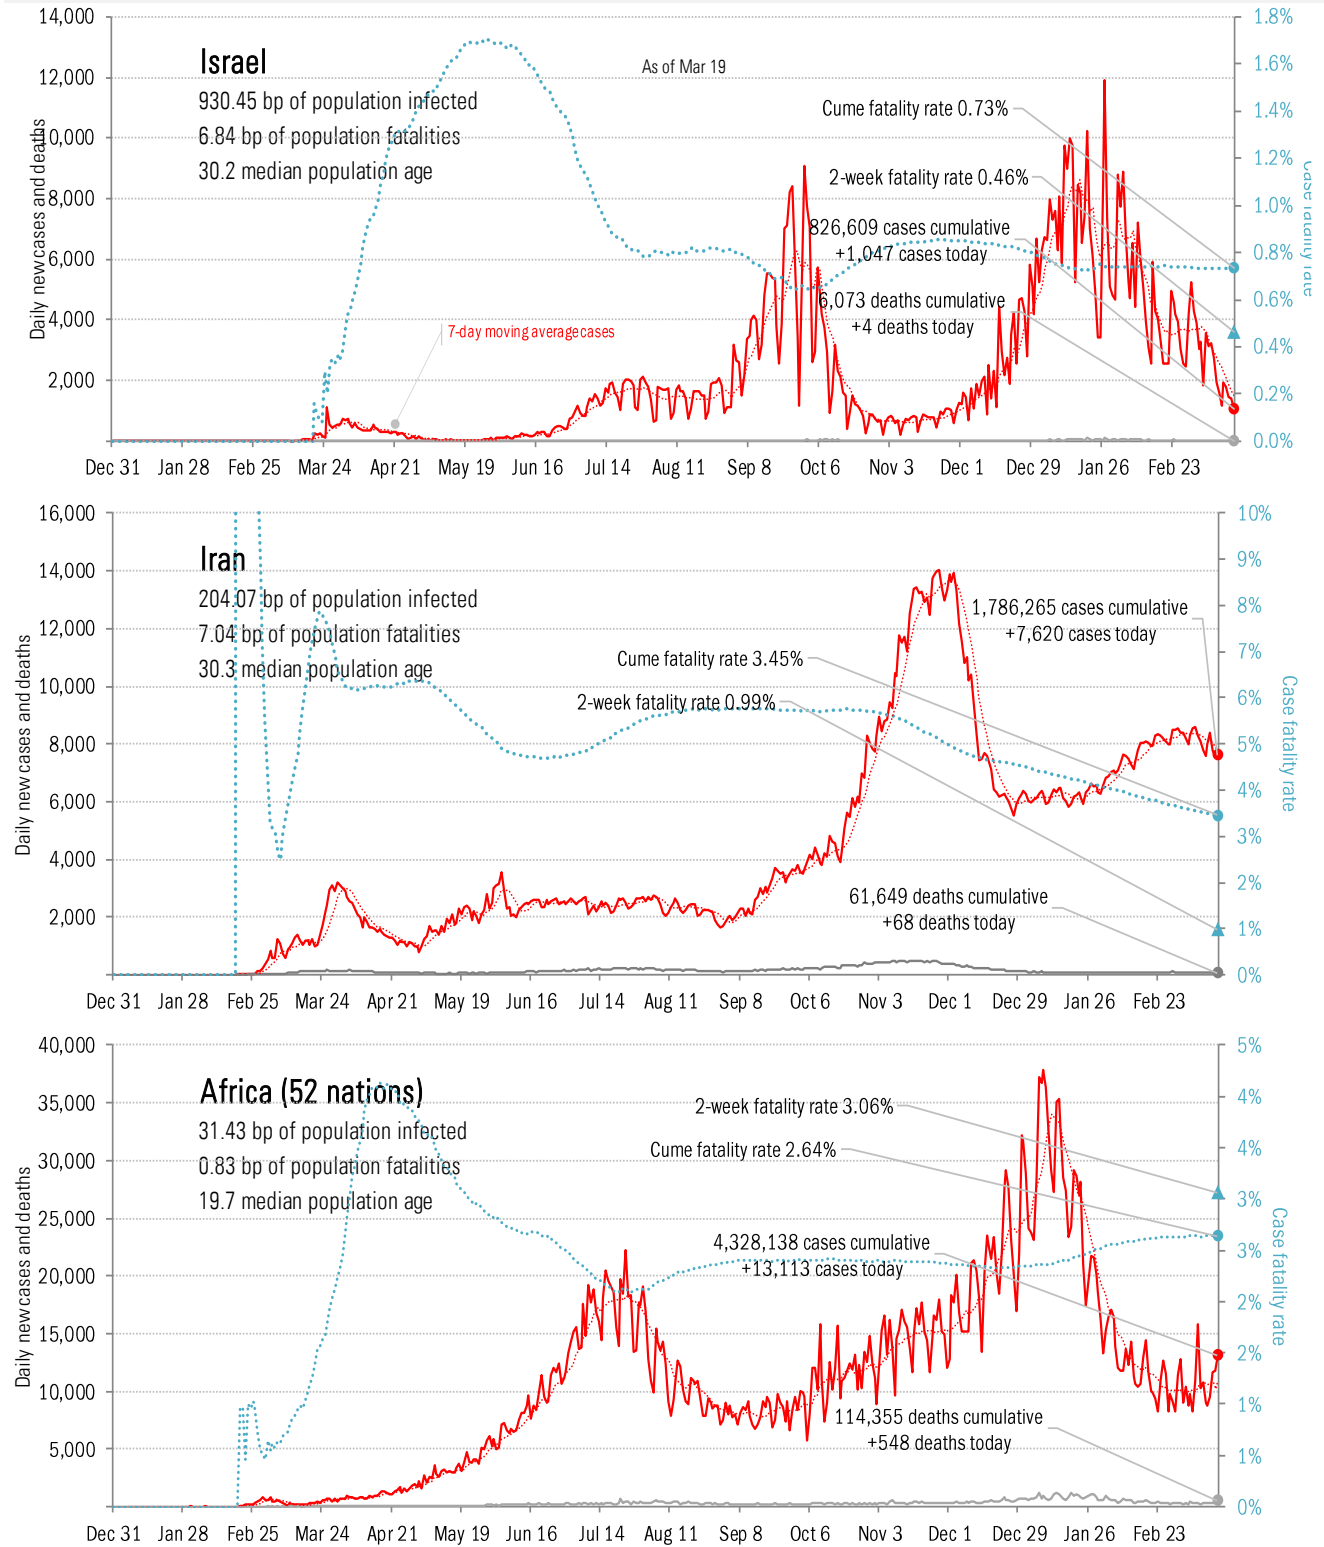 14,000
12,000
10,000
8,000
6,000
4,000
2,000
Daily new cases and deaths
1.8%
1.6%
1.4%
1.2%
1.0%
0.8%
0.6%
0.4%
0.2%
0.0%
Case fatality rate
Israel
930.45 bp of population infected
6.84 bp of population fatalities
30.2 median population age
As of Mar 19
Cume fatality rate 0.73%
2-week fatality rate 0.46%
826,609 cases cumulative
+1,047 cases today
6,073 deaths cumulative
+4 deaths today
7-day moving average cases
Dec 31 Jan 28 Feb 25 Mar 24 Apr 21 May 19 Jun 16 Jul 14 Aug 11 Sep 8 Oct 6 Nov 3 Dec 1 Dec 29 Jan 26 Feb 23
16,000
14,000
12,000
10,000
8,000
6,000
4,000
2,000
Daily new cases and deaths
10%
9%
8%
7%
6%
5%
4%
3%
2%
1%
0%
Case fatality rate
Iran
204.07 bp of population infected
7.04 bp of population fatalities
30.3 median population age
1,786,265 cases cumulative
+7,620 cases today
Cume fatality rate 3.45%
2-week fatality rate 0.99%
61,649 deaths cumulative
+68 deaths today
Dec 31 Jan 28 Feb 25 Mar 24 Apr 21 May 19 Jun 16 Jul 14 Aug 11 Sep 8 Oct 6 Nov 3 Dec 1 Dec 29 Jan 26 Feb 23
40,000
35,000
30,000
25,000
20,000
15,000
10,000
5,000
Daily new cases and deaths
5%
4%
4%
3%
3%
2%
2%
1%
1%
0%
Case fatality rate
Africa (52 nations)
31.43 bp of population infected
0.83 bp of population fatalities
19.7 median population age
2-week fatality rate 3.06%
Cume fatality rate 2.64%
4,328,138 cases cumulative
+13,113 cases today
114,355 deaths cumulative
+548 deaths today
Dec 31 Jan 28 Feb 25 Mar 24 Apr 21 May 19 Jun 16 Jul 14 Aug 11 Sep 8 Oct 6 Nov 3 Dec 1 Dec 29 Jan 26 Feb 23